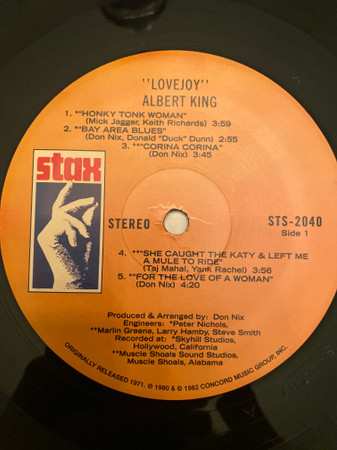 "LOVEJOY"
ALBERT KING
1. *"HONKY TONK WOMAN"
(Mick Jagger, Keith Richards) 3:59
2. **"BAY AREA BLUES"
(Don Nix, Donald "Duck" Dunn) 2:55
3. **"CORINA CORINA"
(Don Nix) 3:45
stax
STEREO
STS-2040
Side 1
4. **"SHE CAUGHT THE KATY & LEFT ME
A MULE TO RIDE"
(Taj Mahal, Yank Rachel) 3:56
5. **"FOR THE LOVE OF A WOMAN"
(Don Nix) 4:20
Produced & Arranged by: Don Nix
Engineers: *Peter Nichols,
**Marlin Greene, Larry Hamby, Steve Smith
Recorded at: *Skyhill Studios,
Hollywood, California
**Muscle Shoals Sound Studios,
Muscle Shoals, Alabama
ORIGINALLY RELEASED 1971, ℗ 1990 & © 1992 CONCORD MUSIC GROUP, INC.